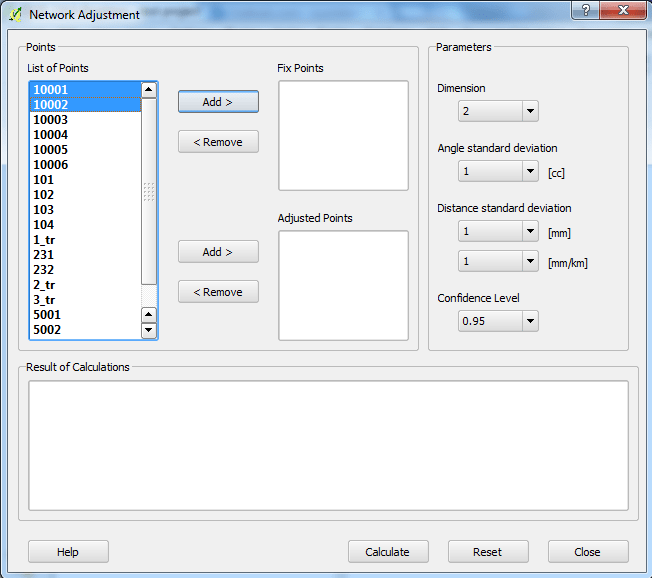 Network Adjustment
Points
List of Points
10001
10002
10003
10004
10005
10006
101
102
103
104
1_tr
231
232
2_tr
3_tr
5001
5002
Add >
< Remove
Fix Points
Add >
< Remove
Adjusted Points
Parameters
Dimension
2
Angle standard deviation
1 [cc]
Distance standard deviation
1 [mm]
1 [mm/km]
Confidence Level
0.95
Result of Calculations
Help
Calculate
Reset
Close